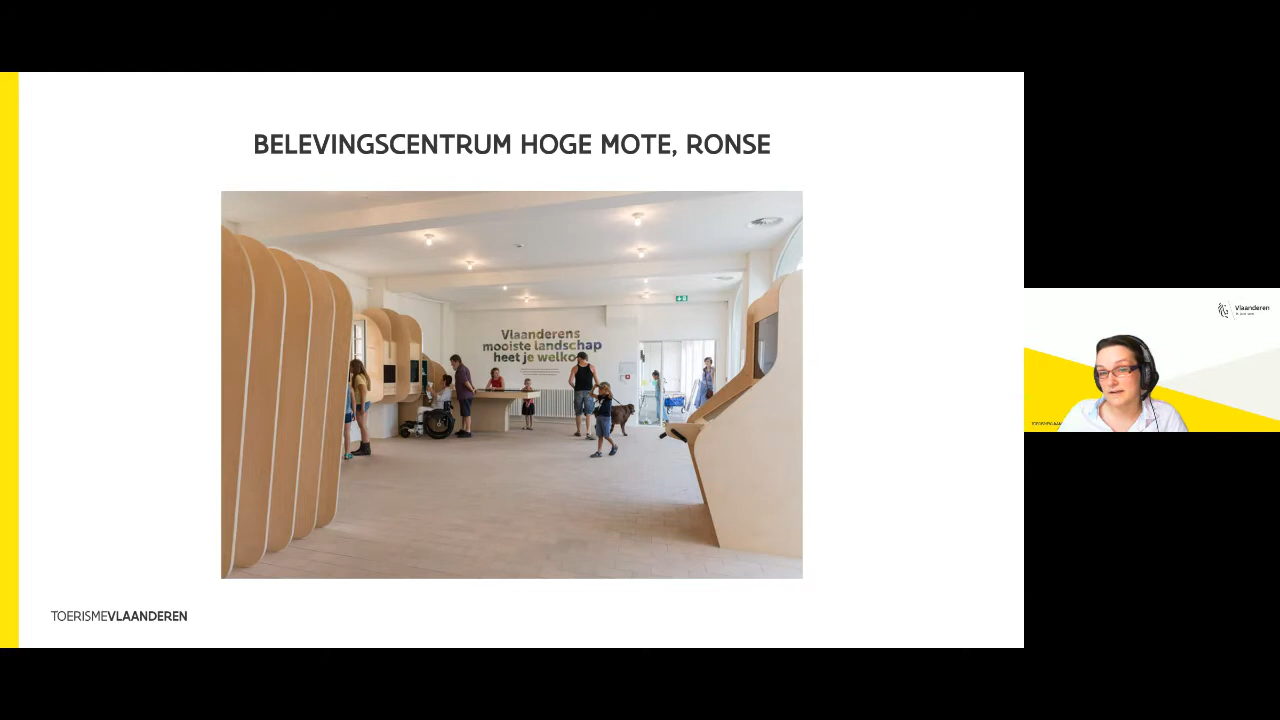 BELEVINGSCENTRUM HOGE MOTE, RONSE
Vlaanderens
mooiste landschap
heet je welkom
TOERISMEVLAANDEREN
Vlaanderen